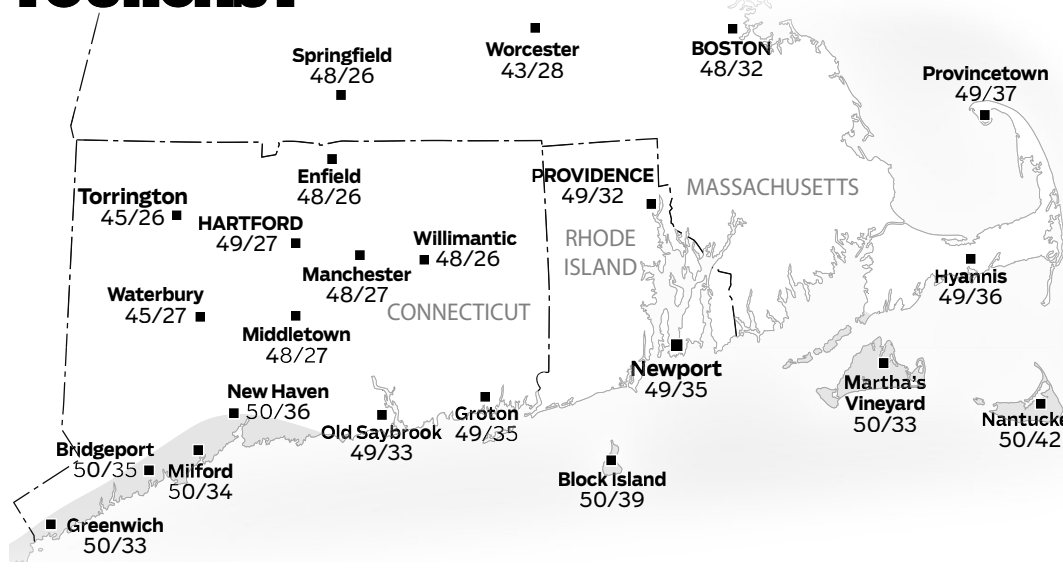 Springfield
48/26
Worcester
43/28
BOSTON
48/32
Provincetown
49/37
Enfield
48/26
PROVIDENCE
49/32
MASSACHUSETTS
Torrington
45/26
HARTFORD
49/27
Willimantic
48/26
RHODE
ISLAND
Manchester
48/27
Hyannis
49/36
Waterbury
45/27
CONNECTICUT
Middletown
48/27
Newport
49/35
Martha's
Vineyard
50/33
New Haven
50/36
Groton
49/35
Old Saybrook
49/33
50/42
Bridgeport
50/35
Milford
50/34
Block Island
50/39
Greenwich
50/33